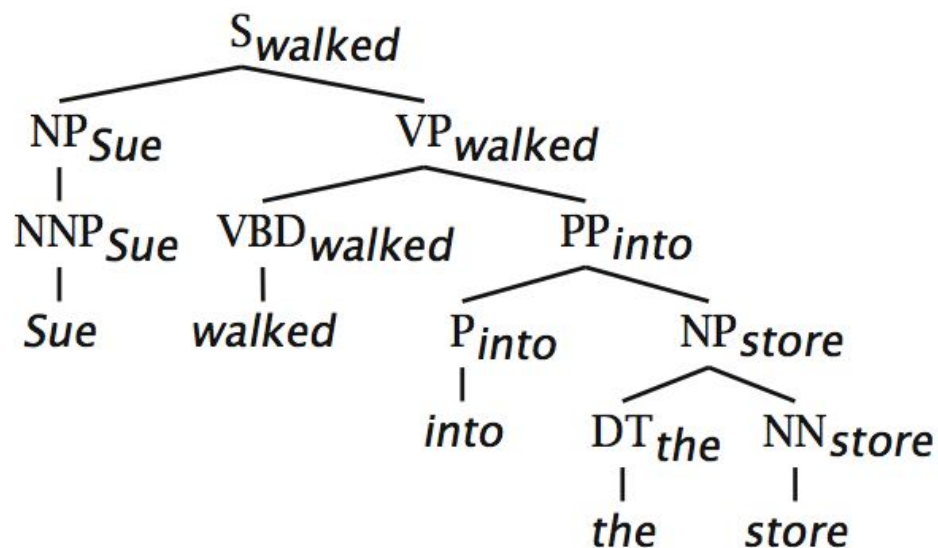 S walked
NP Sue VP walked
NNP Sue VBD walked PP into
Sue walked P into NP store
into DT the NN store
the store